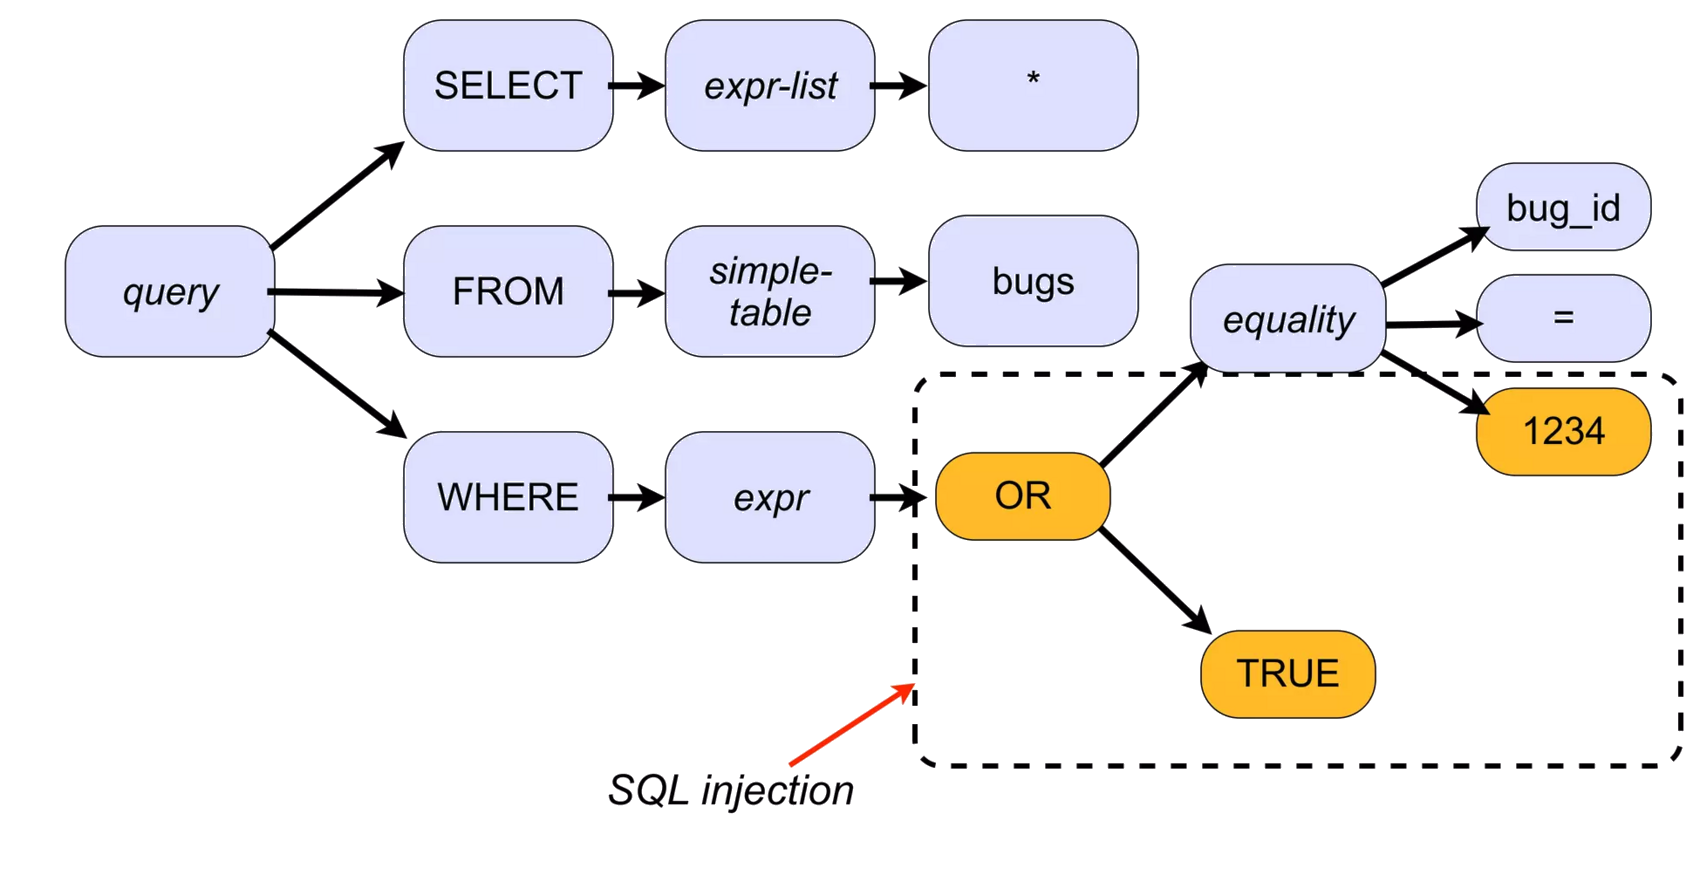 SELECT
expr-list
*
query
FROM
simple-
table
bugs
WHERE
expr
OR
equality
bug_id
=
1234
TRUE
SQL injection